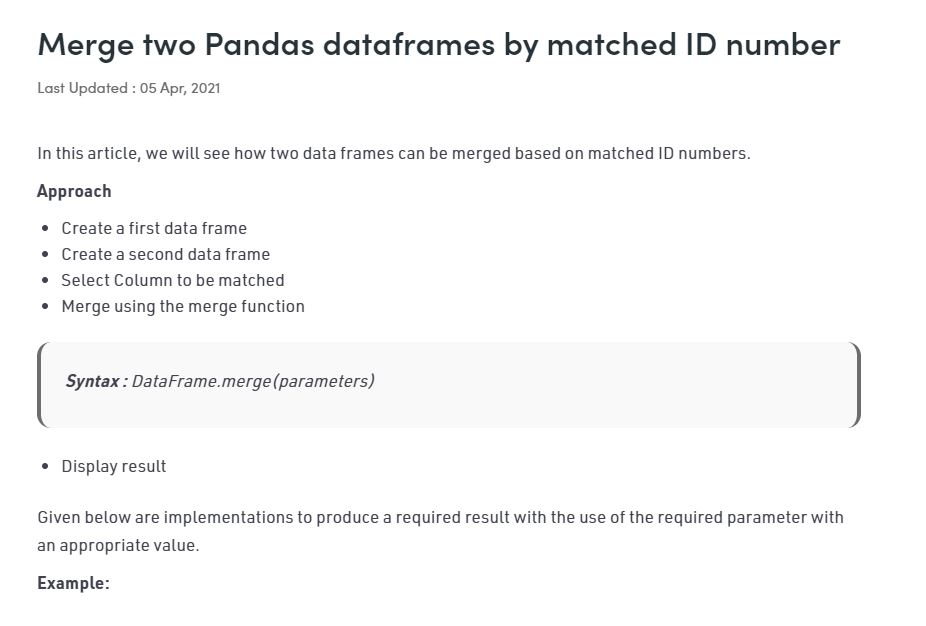 Merge two Pandas dataframes by matched ID number
Last Updated : 05 Apr, 2021
In this article, we will see how two data frames can be merged based on matched ID numbers.
Approach
Create a first data frame
Create a second data frame
Select Column to be matched
Merge using the merge function
Syntax : DataFrame.merge(parameters)
Display result
Given below are implementations to produce a required result with the use of the required parameter with
an appropriate value.
Example: